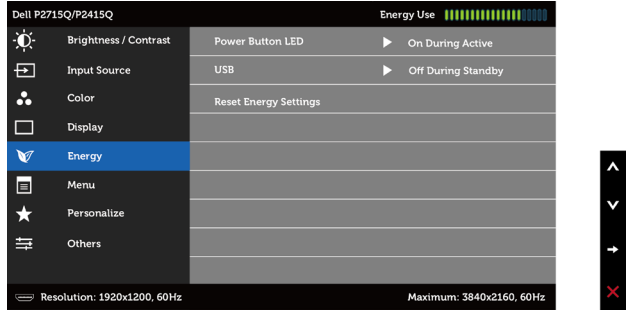 Dell P2715Q/P2415Q
Energy Use
Brightness / Contrast
Power Button LED
On During Active
Input Source
USB
Off During Standby
Color
Reset Energy Settings
Display
Energy
Menu
Personalize
Others
Resolution: 1920x1200, 60Hz
Maximum: 3840x2160, 60Hz